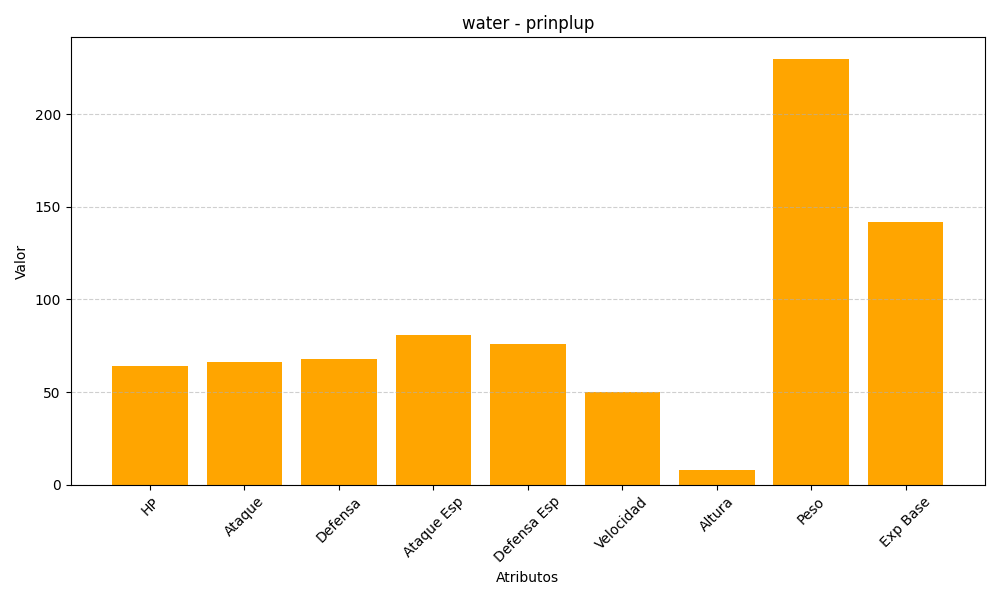 water - prinplup
Valor
200
150
100
50
0
HP
Ataque
Defensa
Ataque Esp
Defensa Esp
Velocidad
Altura
Peso
Exp Base
Atributos